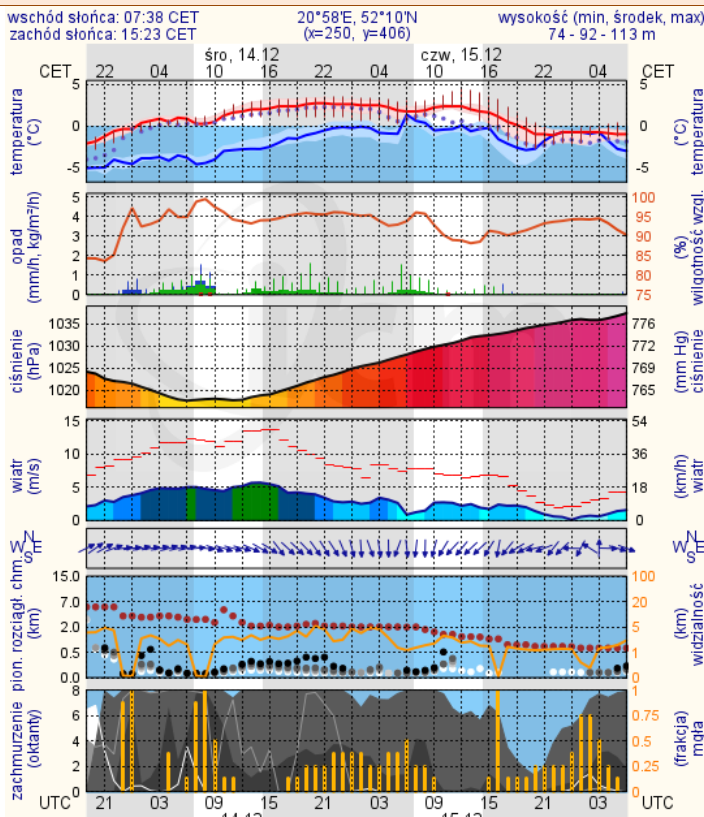 wschód słońca: 07:38 CET 20°58'E, 52°10'N wysokość (min, środek, max)
zachód słońca: 15:23 CET (x=250, y=406) 74 - 92 - 113 m
śro, 14.12 czw, 15.12
CET 22 04 10 16 22 04 10 16 22 04 CET
temperatura
(°C)
5
0
-5
5
0
-5
temperatura
(°C)
opad
(mm/h, kg/m²/h)
5
4
3
2
1
0
100
95
90
85
80
75
(%)
wilgotność wzgl.
ciśnienie
(hPa)
1035
1030
1025
1020
776
772
769
765
(mm Hg)
ciśnienie
wiatr
(m/s)
15
10
5
0
54
36
18
0
(km/h)
wiatr
N
W E
S
N
W E
S
pion. rozciągł. chm.
(km)
15.0
7.0
2.0
0.5
0.0
100
20
5
1
0
(km)
widzialność
zachmurzenie
(oktanty)
8
6
4
2
0
1
0.75
0.5
0.25
0
(frakcja)
mgła
UTC 21 03 09 15 21 03 09 15 21 03 UTC
14.12 15.12